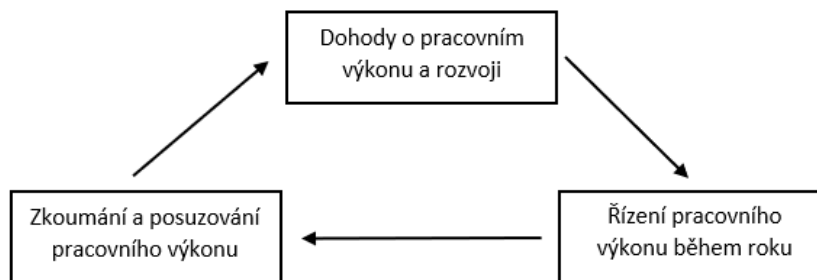 Dohody o pracovním
výkonu a rozvoji
Zkoumání a posuzování
pracovního výkonu
Řízení pracovního
výkonu během roku